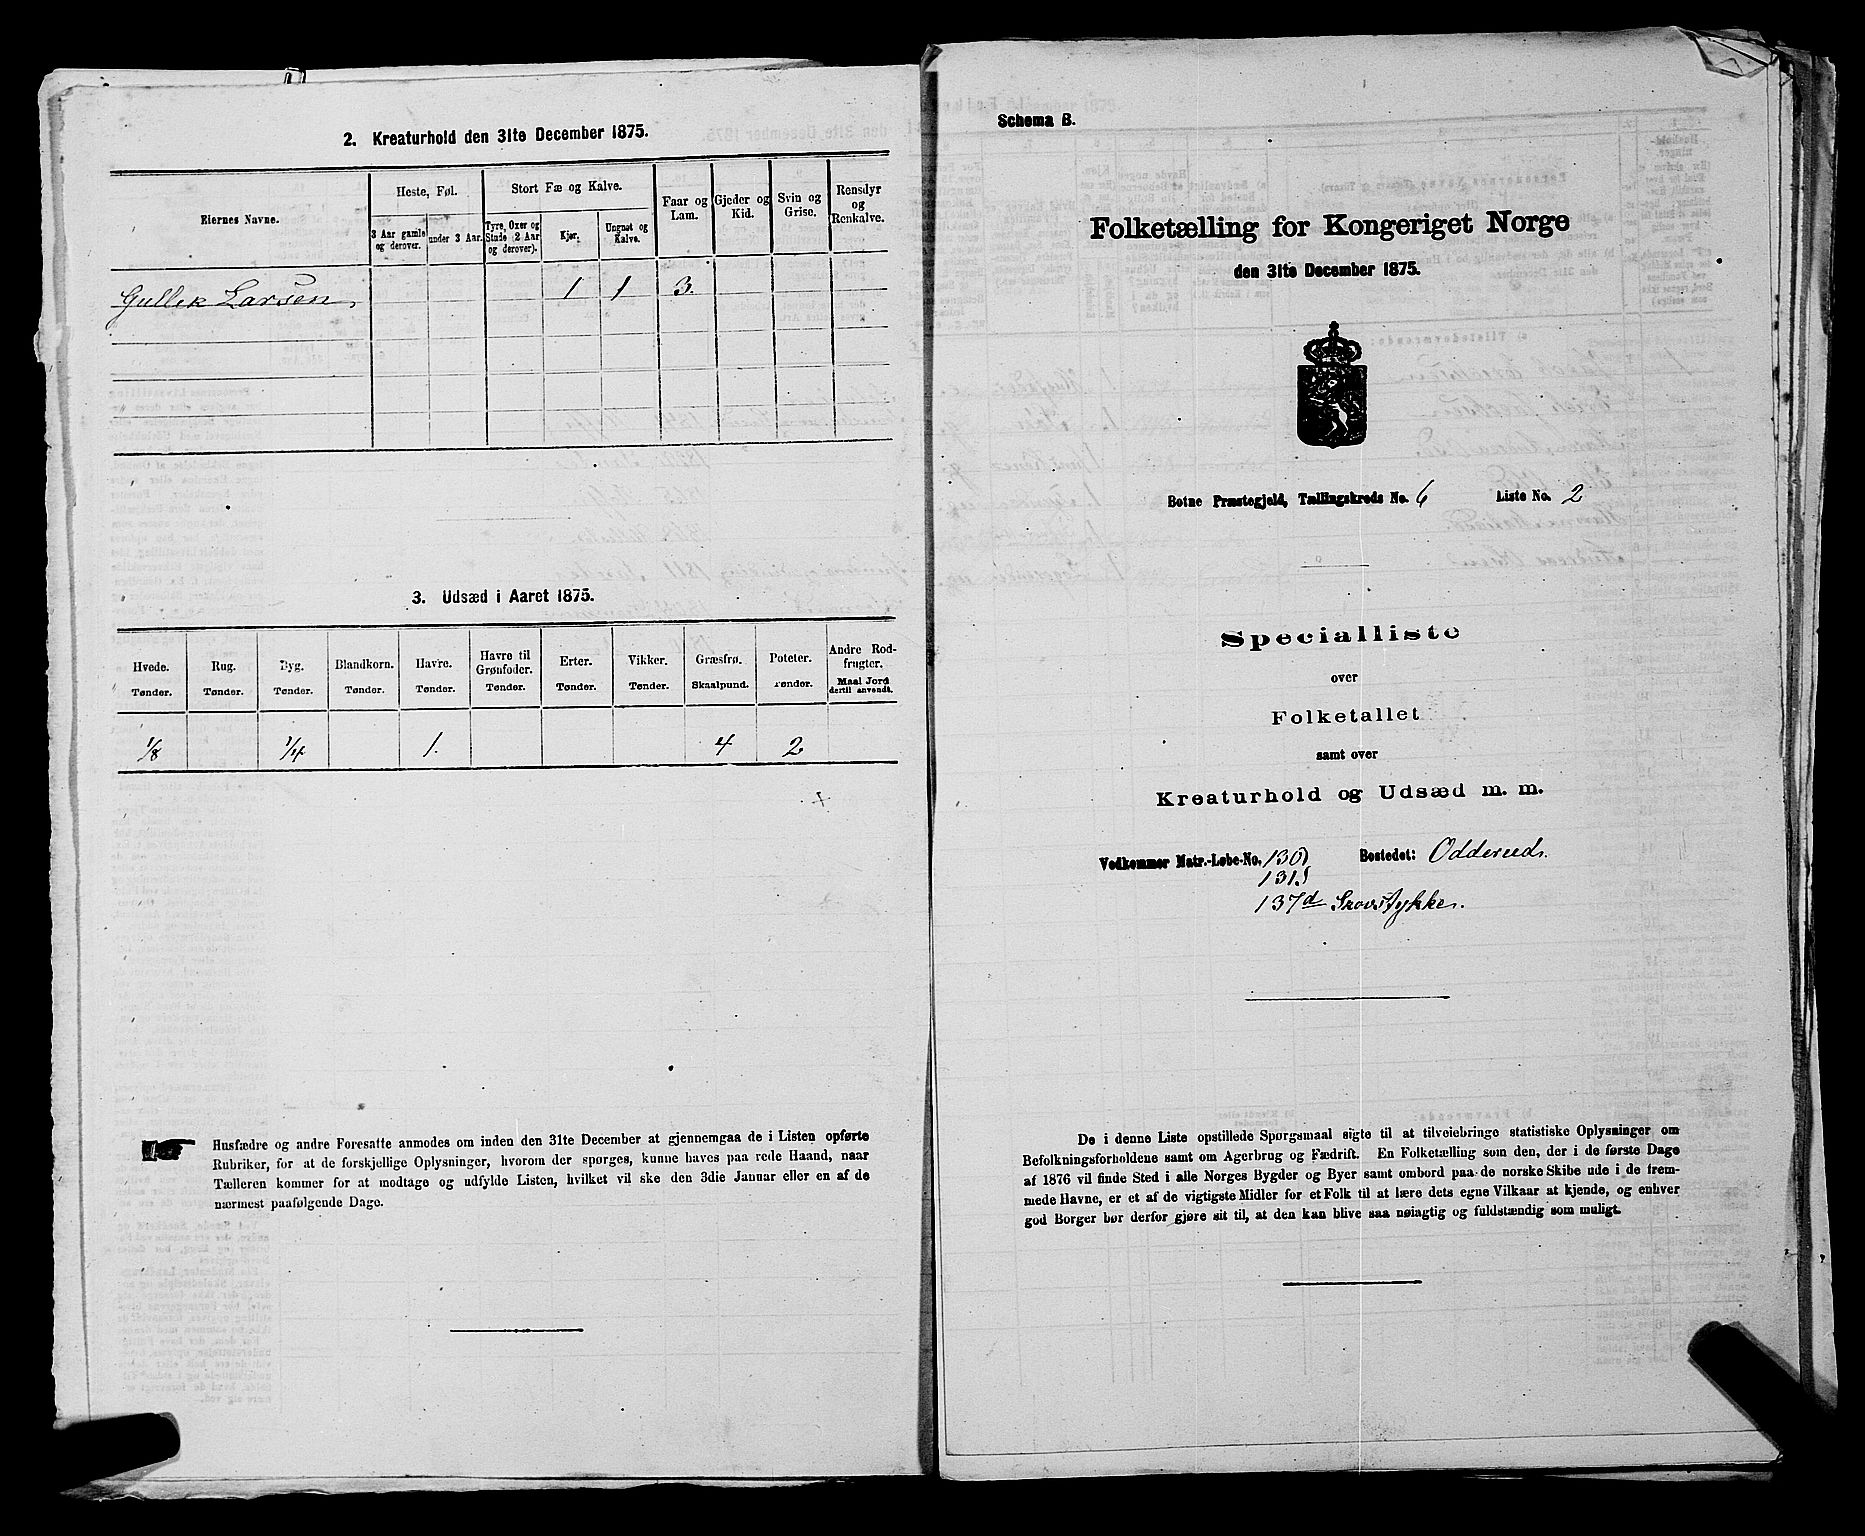 2. Kreaturhold den 31te December 1875.
Eiernes Navne.
Heste, Føl.
Stort Fæ og Kalve.
Faar og Lam.
Gjeder og Kid.
Svin og Grise.
Rensdyr og Renkalve.
3 Aar gamle og derover.
under 3 Aar.
Tyre, Oxer og Stude 2 Aar og derover).
Kjør.
Ungnøt og Kalve.
Gullik Larsen, 1 1 3.
3. Udsæd i Aaret 1875.
Hvede. Rug. Byg. Blandkorn. Havre. Havre til Grønfoder. Erter. Vikker. Græsfrø. Poteter. Andre Rodfrugter.
Tønder. Tønder. Tønder. Tønder. Tønder. Tønder. Tønder. Tønder. Skaalpund. Tønder. Maal Jord dertil anvendt.
1/8 1/4 1. 4 2
Husfædre og andre Foresatte anmodes om inden den 31te December at gjennemgaa de i Listen opførte
Rubriker, for at de forskjellige Oplysninger, hvorom der spørges, kunne haves paa rede Haand, naar
Tælleren kommer for at modtage og udfylde Listen, hvilket vil ske den 3die Januar eller en af de
nærmest paafølgende Dage.
Schema B.
Folketælling for Kongeriget Norge
den 31te December 1875.
Botne Præstegjeld, Tællingskreds No. 6 Liste No. 2
Specialliste
over
Folketallet
samt over
Kreaturhold og Udsæd m. m.
Vedkommer Matr.-Løbe-No. 130 Bostedet: Odderud.
131
137d Skovstykke.
De i denne Liste opstillede Spørgsmaal sigte til at tilveiebringe statistiske Oplysninger om
Befolkningsforholdene samt om Agerbrug og Fædrift. En Folketælling som den, der i de første Dage
af 1876 vil finde Sted i alle Norges Bygder og Byer samt ombord paa de norske Skibe ude i de frem-
mede Havne, er et af de vigtigste Midler for et Folk til at lære dets egne Vilkaar at kjende, og enhver
god Borger bør derfor gjøre sit til, at den kan blive saa nøiagtig og fuldstændig som muligt.